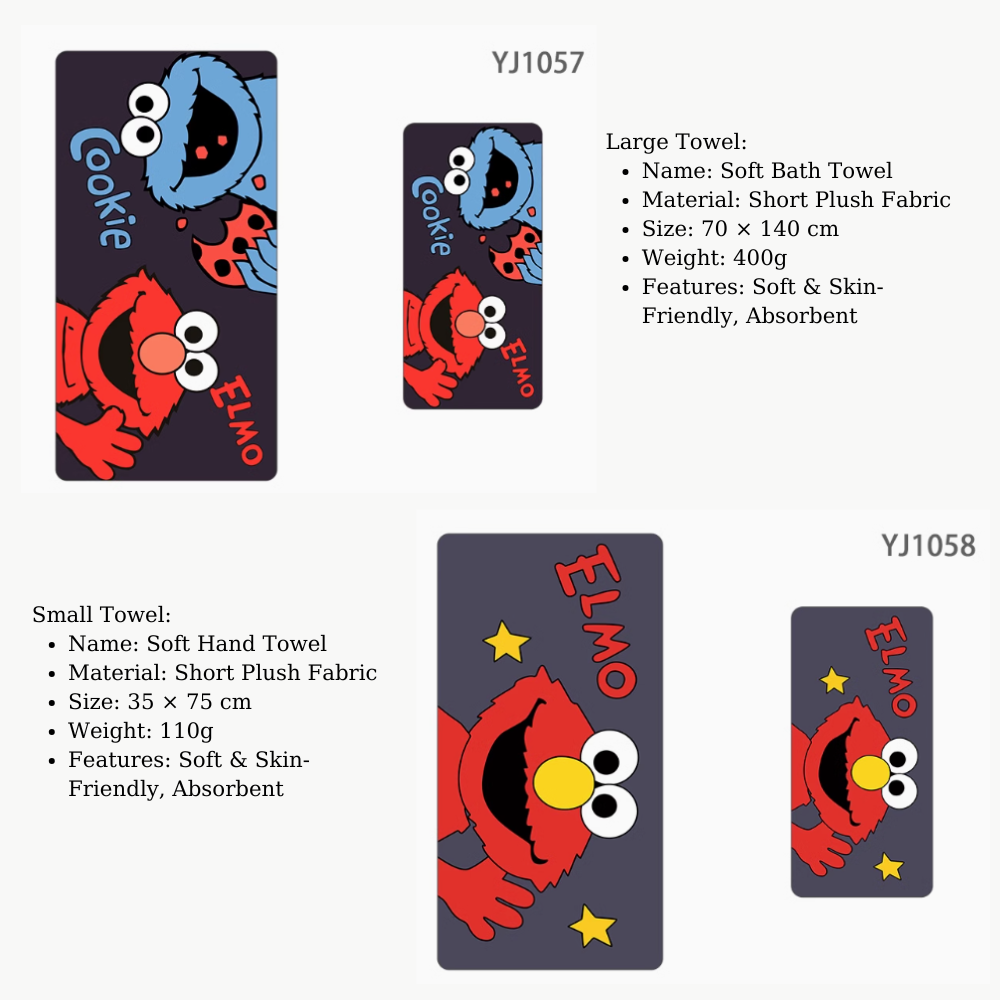 YJ1057
Cookie
ELMO
Cookie
ELMO
Large Towel:
• Name: Soft Bath Towel
• Material: Short Plush Fabric
• Size: 70 × 140 cm
• Weight: 400g
• Features: Soft & Skin-
Friendly, Absorbent
YJ1058
ELMO
ELMO
Small Towel:
• Name: Soft Hand Towel
• Material: Short Plush Fabric
• Size: 35 × 75 cm
• Weight: 110g
• Features: Soft & Skin-
Friendly, Absorbent